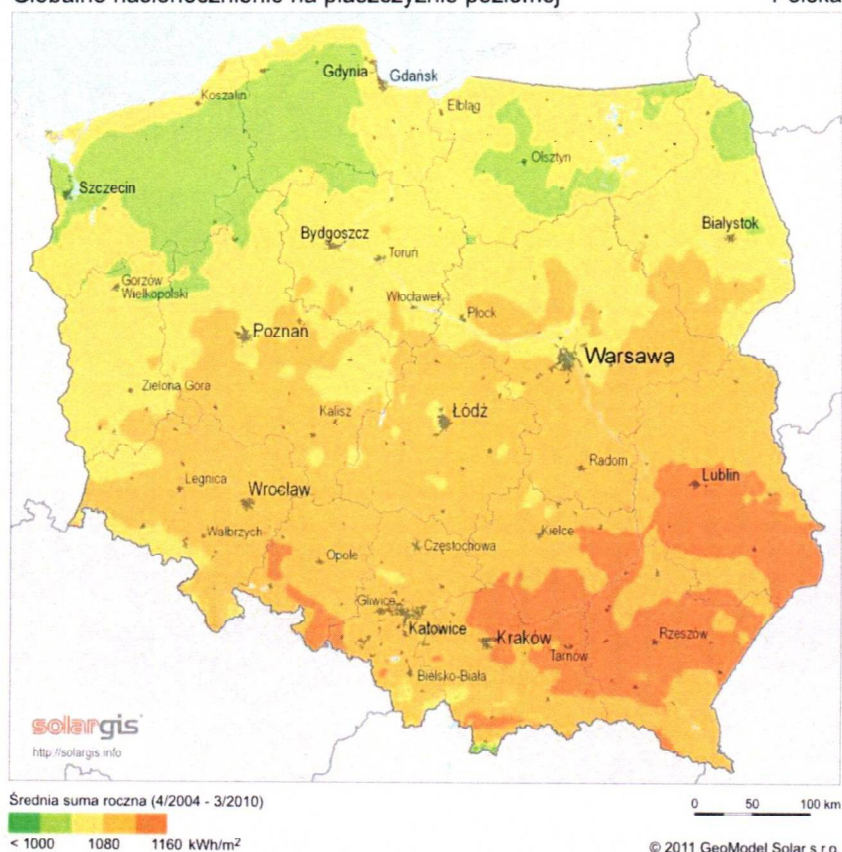 Globalne nasłonecznienie na płaszczyźnie poziomej
Polska
Gdynia
Gdańsk
Koszalin
Elbląg
Olsztyn
Szczecin
Białystok
Bydgoszcz
Toruń
Gorzów
Wielkopolski
Włocławek
Płock
Poznań
Warsawa
Zielona Góra
Kalisz
Łódź
Radom
Lublin
Legnica
Wrocław
Wałbrzych
Kielce
Opole
Częstochowa
Gliwice
Katowice
Kraków
Tarnów
Rzeszów
Bielsko-Biała
solargis
http://solargis.info
Średnia suma roczna (4/2004 - 3/2010)
0 50 100 km
< 1000 1080 1160 kWh/m²
© 2011 GeoModel Solar s.r.o.